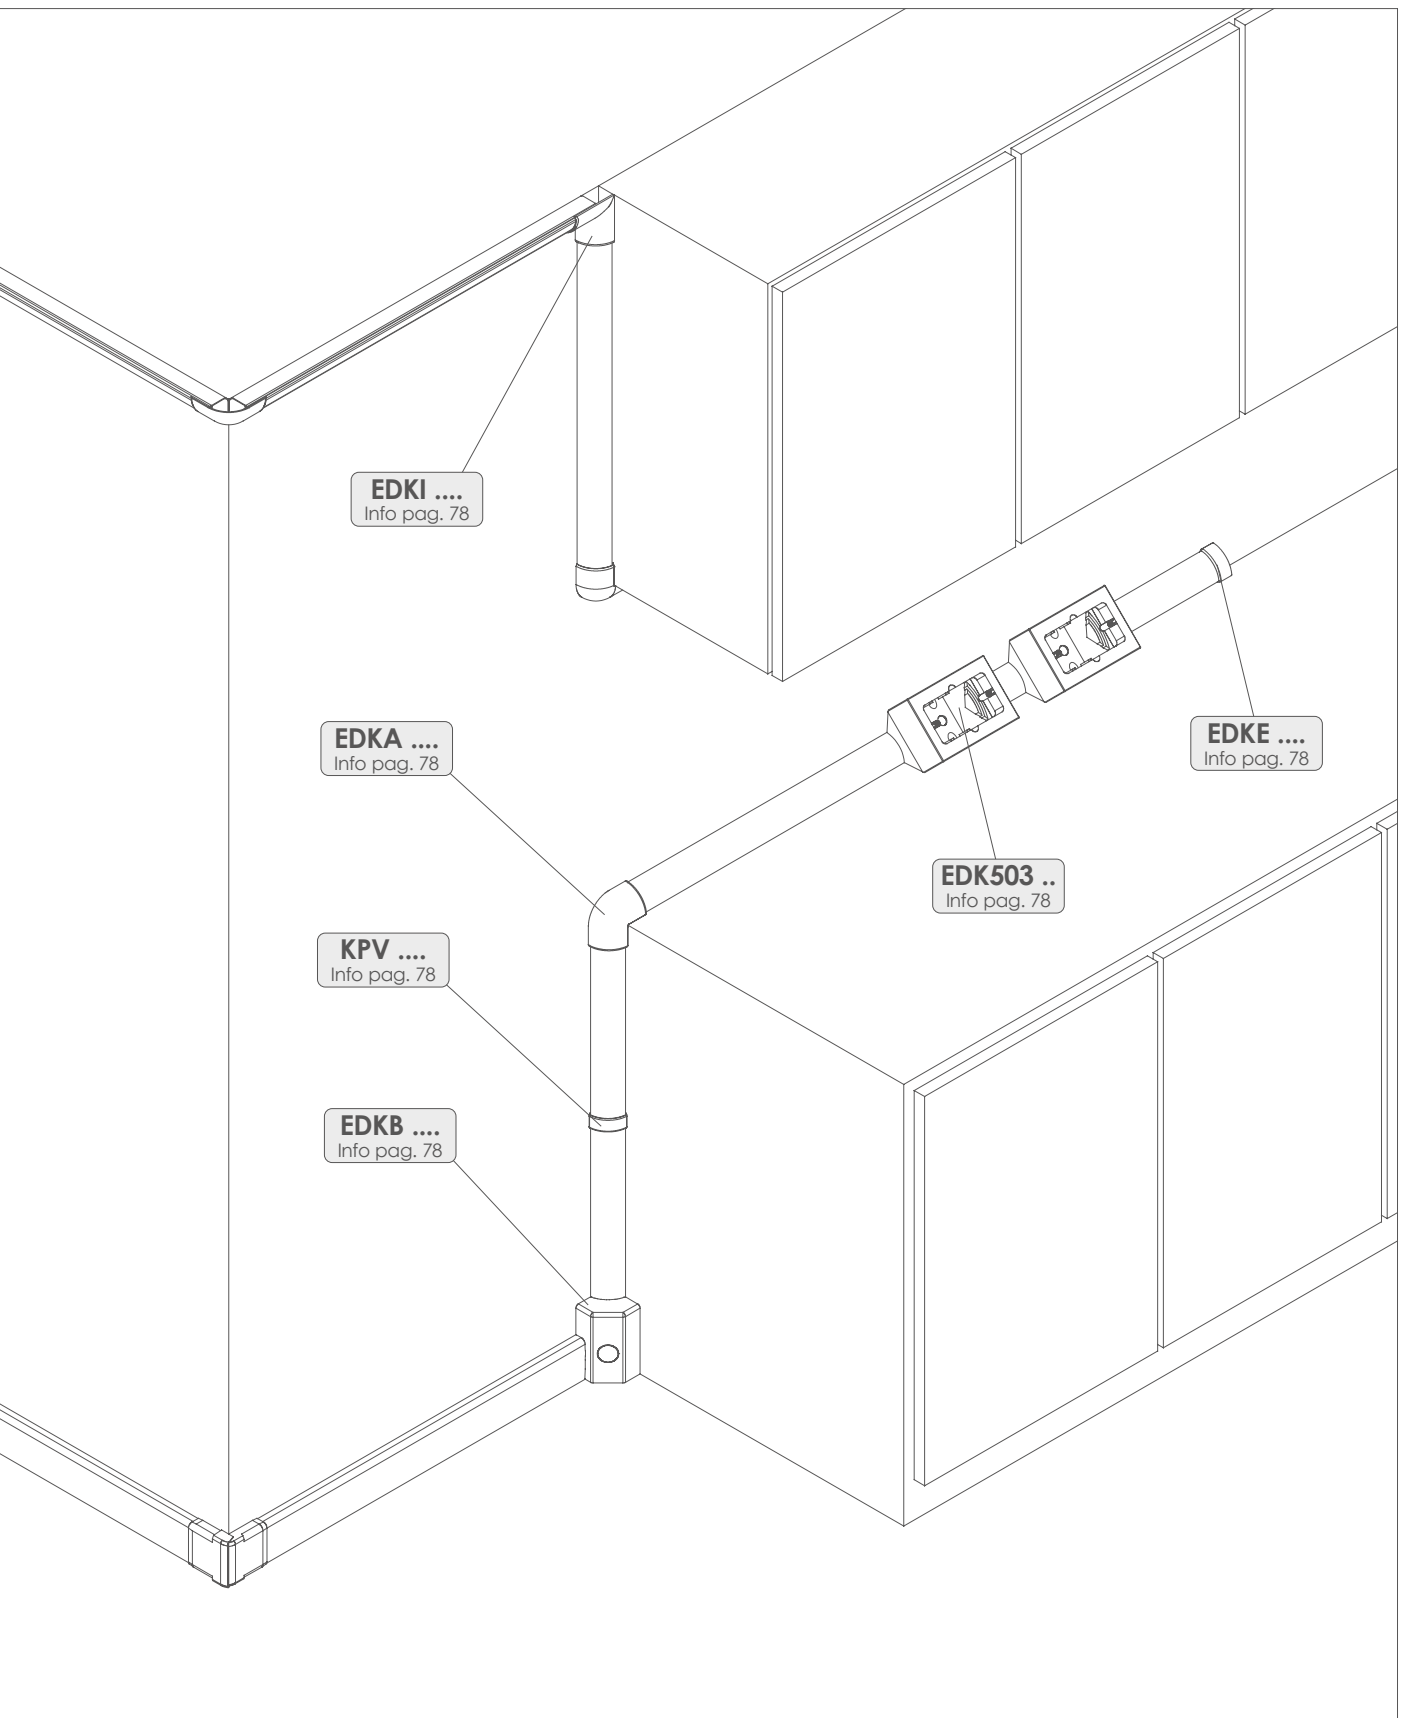 EDKI ....
Info pag. 78
EDKA ....
Info pag. 78
EDKE ....
Info pag. 78
EDK503 ..
Info pag. 78
KPV ....
Info pag. 78
EDKB ....
Info pag. 78